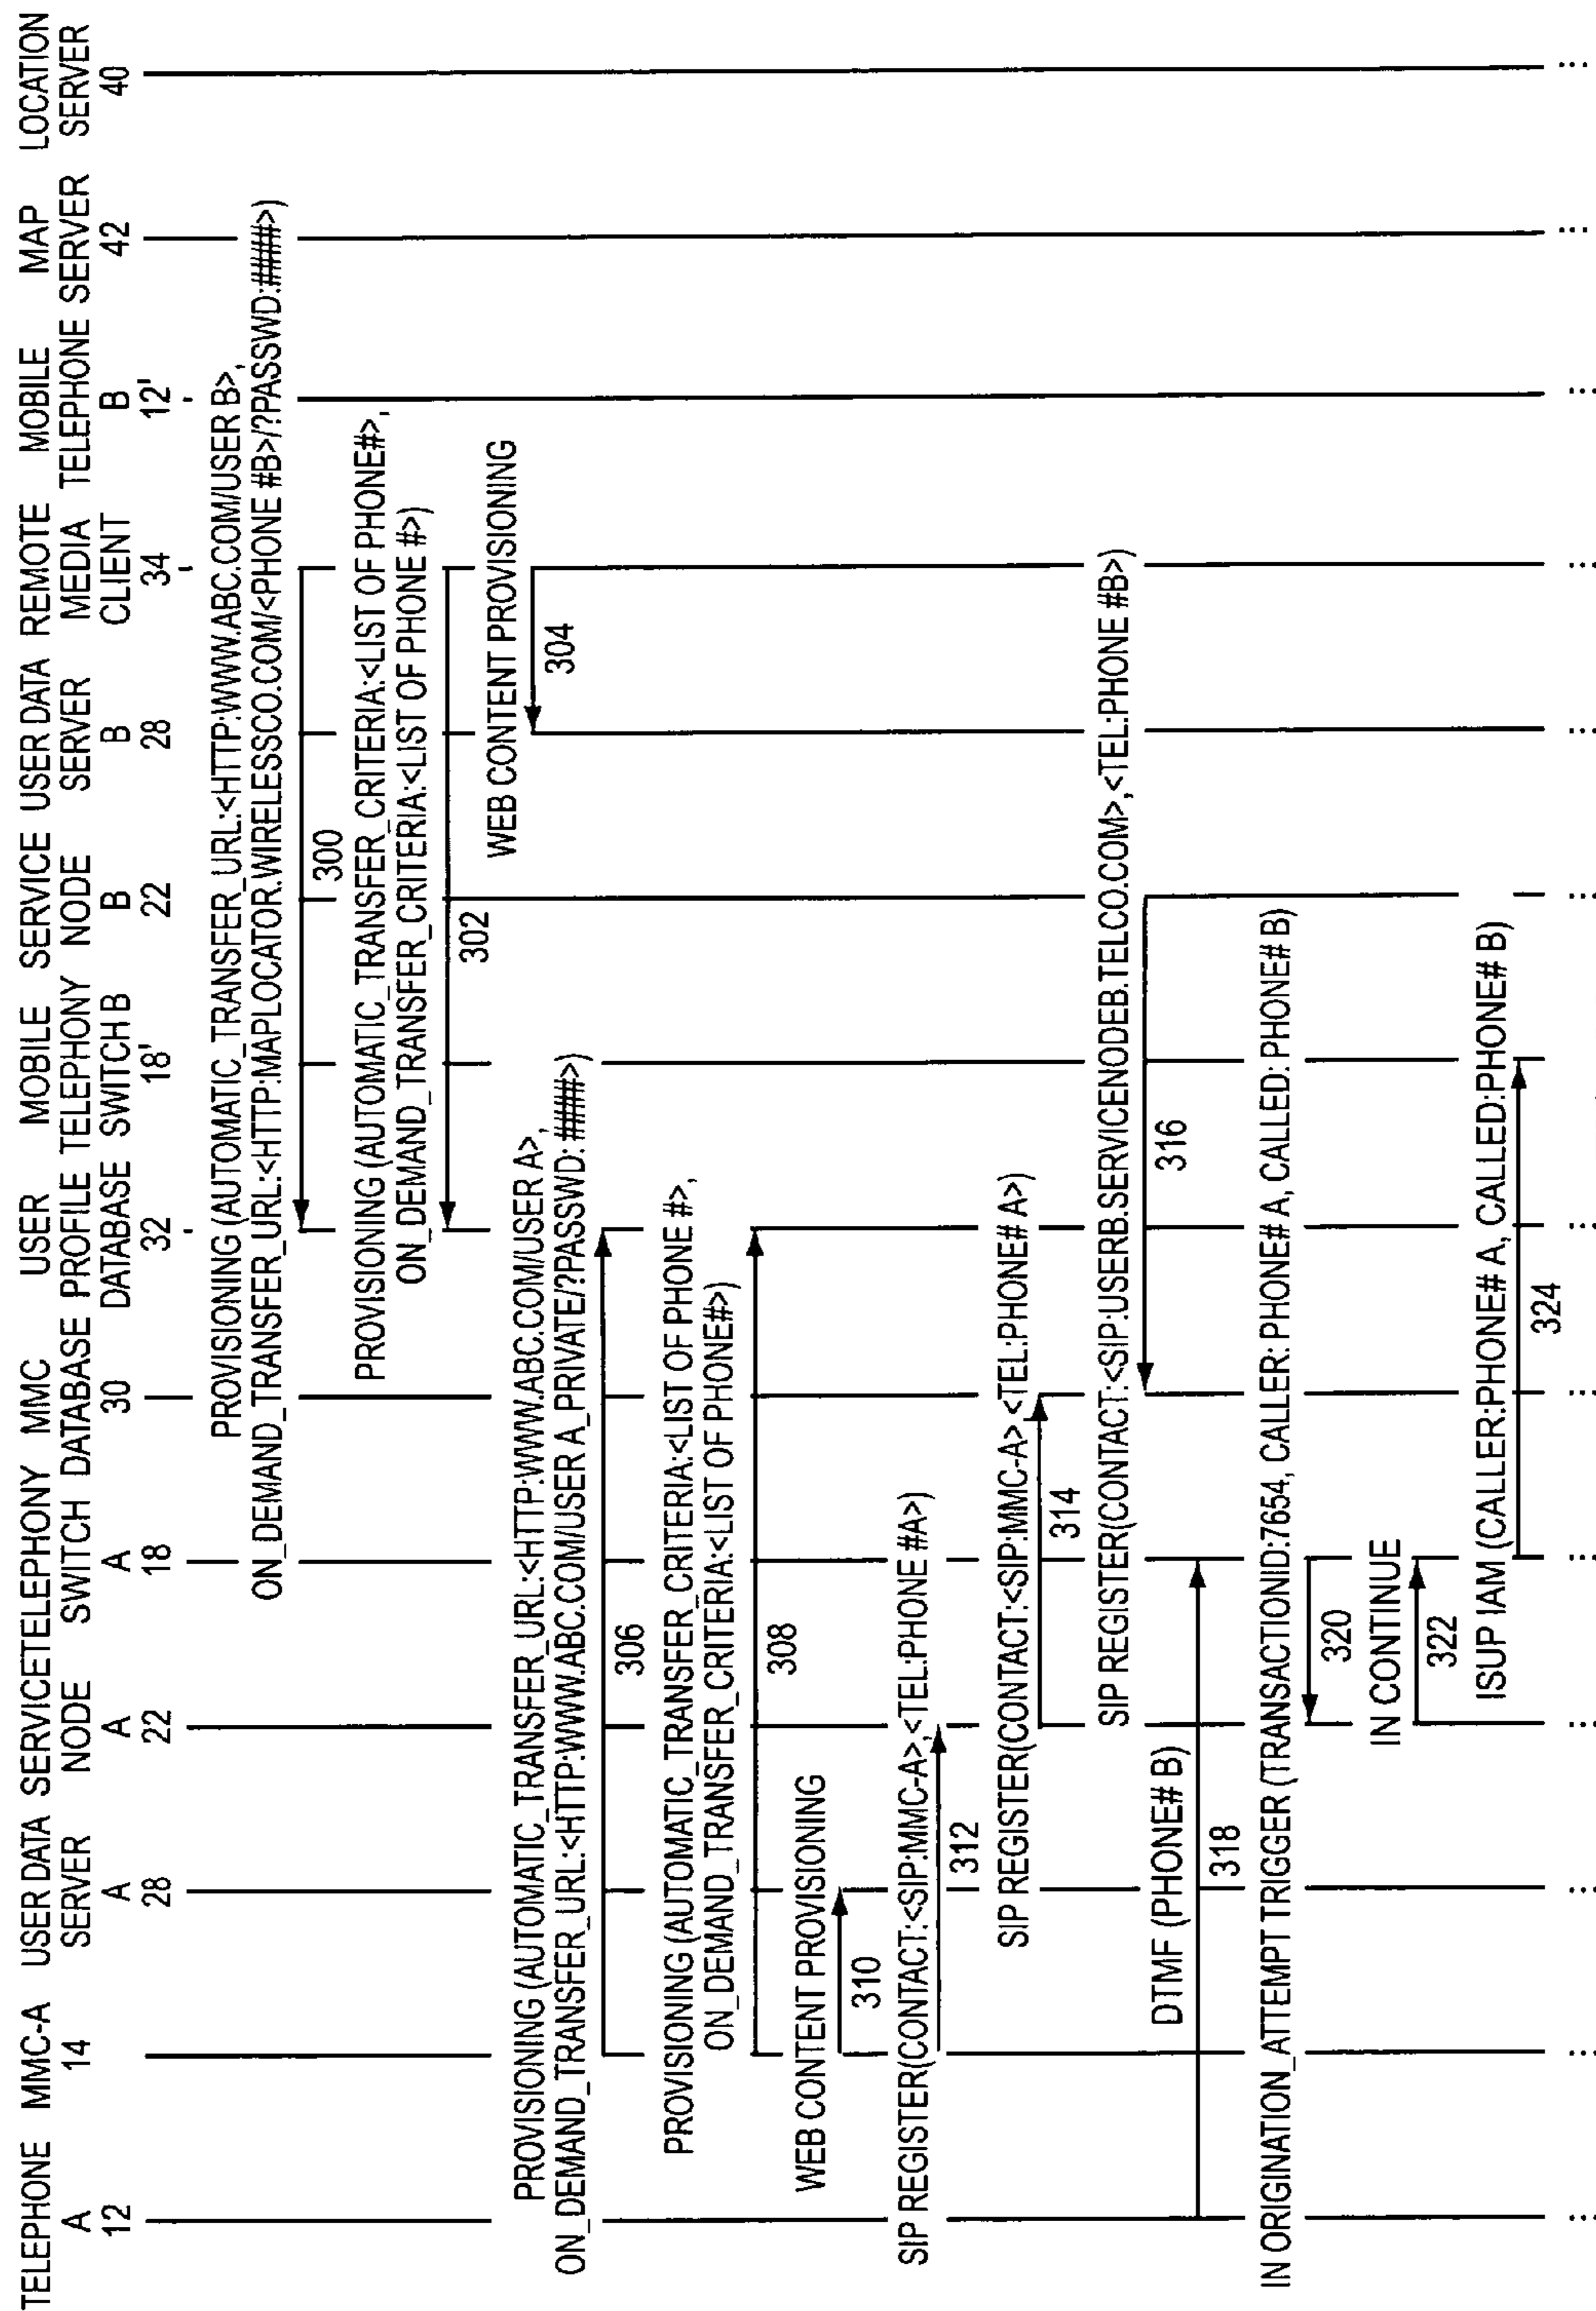 TELEPHONE MMC-A USER DATA SERVICETELEPHONY MMC USER MOBILE SERVICE USER DATA REMOTE MOBILE MAP LOCATION
A 14 SERVER NODE SWITCH DATABASE PROFILE TELEPHONY NODE SERVER MEDIA TELEPHONE SERVER SERVER
12 A A A 30 DATABASE SWITCH B B B CLIENT B 42 40
28 22 18 32 18' 22 28 34 12'
PROVISIONING (AUTOMATIC_TRANSFER_URL:<HTTP:WWW.ABC.COM/USER B>,
ON_DEMAND_TRANSFER_URL:<HTTP:MAPLOCATOR.WIRELESSCO.COM/<PHONE #B>/?PASSWD:####>)
300
PROVISIONING (AUTOMATIC_TRANSFER_CRITERIA:<LIST OF PHONE#>,
ON_DEMAND_TRANSFER_CRITERIA:<LIST OF PHONE #>)
302
WEB CONTENT PROVISIONING
304
PROVISIONING (AUTOMATIC_TRANSFER_URL:<HTTP:WWW.ABC.COM/USER A>,
ON_DEMAND_TRANSFER_URL:<HTTP:WWW.ABC.COM/USER A_PRIVATE/?PASSWD: ####>)
306
PROVISIONING (AUTOMATIC_TRANSFER_CRITERIA:<LIST OF PHONE #>,
ON_DEMAND_TRANSFER_CRITERIA:<LIST OF PHONE#>)
308
WEB CONTENT PROVISIONING
310
SIP REGISTER(CONTACT:<SIP:MMC-A>,<TEL:PHONE #A>)
312
SIP REGISTER(CONTACT:<SIP:MMC-A> <TEL:PHONE# A>)
314
SIP REGISTER(CONTACT:<SIP:USERB.SERVICENODEB.TELCO.COM>,<TEL:PHONE #B>)
316
DTMF (PHONE# B)
318
IN ORIGINATION_ATTEMPT TRIGGER (TRANSACTIONID:7654, CALLER: PHONE# A, CALLED: PHONE# B)
320
IN CONTINUE
322
ISUP IAM (CALLER:PHONE# A, CALLED:PHONE# B)
324